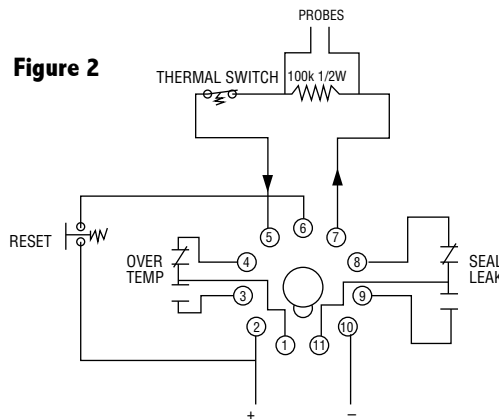 PROBES
Figure 2
THERMAL SWITCH
100k 1/2W
6
5
7
RESET
OVER
TEMP
4
8
SEAL
LEAK
3
9
2
1
11
10
+
–